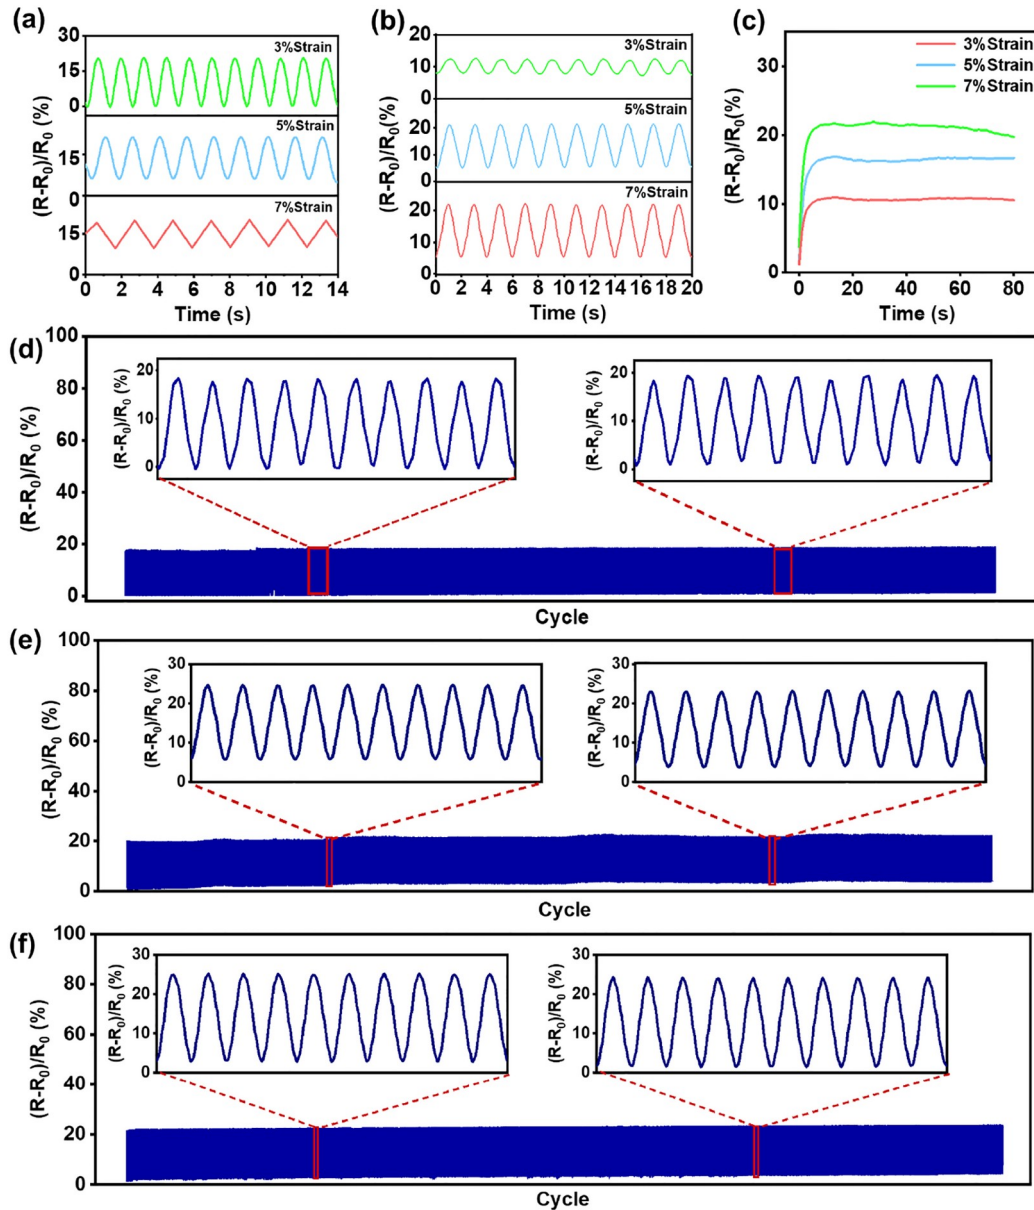 (a)
(R-R0)/R0 (%)
30
15
0
15
0
15
0
3%Strain
5%Strain
7%Strain
0 2 4 6 8 10 12 14
Time (s)
(b)
(R-R0)/R0(%)
20
10
0
20
10
0
20
10
0
3%Strain
5%Strain
7%Strain
0 2 4 6 8 10 12 14 16 18 20
Time (s)
(c)
(R-R0)/R0(%)
30
20
10
0
3%Strain
5%Strain
7%Strain
0 20 40 60 80
Time (s)
(d)
(R-R0)/R0 (%)
100
80
60
40
20
0
(R-R0)/R0 (%)
20
10
0
(R-R0)/R0 (%)
20
10
0
Cycle
(e)
(R-R0)/R0 (%)
100
80
60
40
20
0
(R-R0)/R0 (%)
30
20
10
0
(R-R0)/R0 (%)
30
20
10
0
Cycle
(f)
(R-R0)/R0 (%)
100
80
60
40
20
0
(R-R0)/R0 (%)
30
20
10
0
(R-R0)/R0 (%)
30
20
10
0
Cycle